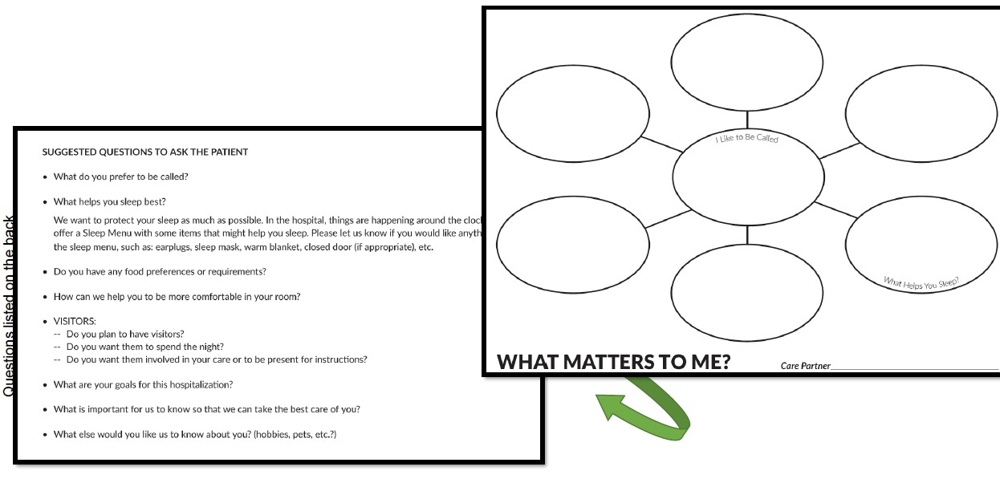 Questions listed on the back
SUGGESTED QUESTIONS TO ASK THE PATIENT
• What do you prefer to be called?
• What helps you sleep best?
We want to protect your sleep as much as possible. In the hospital, things are happening around the
offer a Sleep Menu with some items that might help you sleep. Please let us know if you would like
the sleep menu, such as: earplugs, sleep mask, warm blanket, closed door (if appropriate), etc.
• Do you have any food preferences or requirements?
• How can we help you to be more comfortable in your room?
• VISITORS:
-- Do you plan to have visitors?
-- Do you want them to spend the night?
-- Do you want them involved in your care or to be present for instructions?
• What are your goals for this hospitalization?
• What is important for us to know so that we can take the best care of you?
• What else would you like us to know about you? (hobbies, pets, etc.?)
I Like to Be Called
What Helps You Sleep?
WHAT MATTERS TO ME?
Care Partner